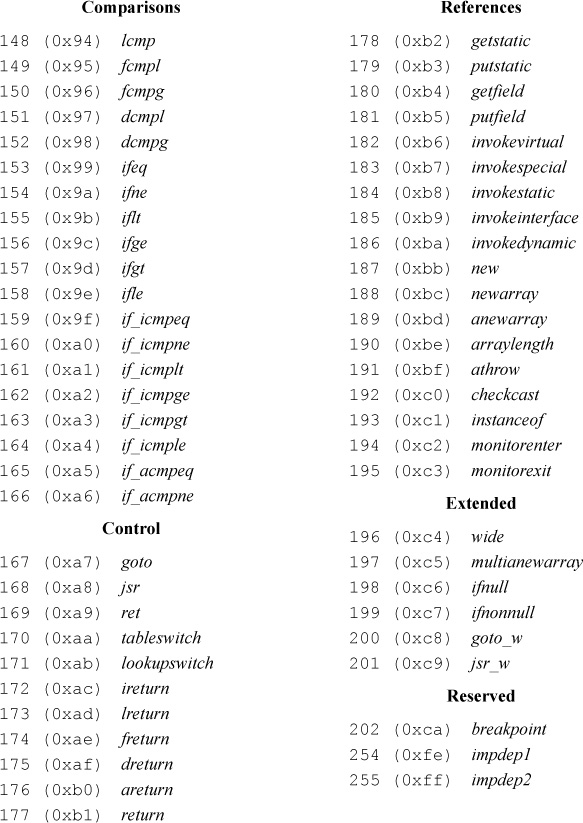 Comparisons
148 (0x94) lcmp
149 (0x95) fcmpl
150 (0x96) fcmpg
151 (0x97) dcmpl
152 (0x98) dcmpg
153 (0x99) ifeq
154 (0x9a) ifne
155 (0x9b) iflt
156 (0x9c) ifge
157 (0x9d) ifgt
158 (0x9e) ifle
159 (0x9f) if_icmpeq
160 (0xa0) if_icmpne
161 (0xa1) if_icmplt
162 (0xa2) if_icmpge
163 (0xa3) if_icmpgt
164 (0xa4) if_icmple
165 (0xa5) if_acmpeq
166 (0xa6) if_acmpne
Control
167 (0xa7) goto
168 (0xa8) jsr
169 (0xa9) ret
170 (0xaa) tableswitch
171 (0xab) lookupswitch
172 (0xac) ireturn
173 (0xad) lreturn
174 (0xae) freturn
175 (0xaf) dreturn
176 (0xb0) areturn
177 (0xb1) return
References
178 (0xb2) getstatic
179 (0xb3) putstatic
180 (0xb4) getfield
181 (0xb5) putfield
182 (0xb6) invokevirtual
183 (0xb7) invokespecial
184 (0xb8) invokestatic
185 (0xb9) invokeinterface
186 (0xba) invokedynamic
187 (0xbb) new
188 (0xbc) newarray
189 (0xbd) anewarray
190 (0xbe) arraylength
191 (0xbf) athrow
192 (0xc0) checkcast
193 (0xc1) instanceof
194 (0xc2) monitorenter
195 (0xc3) monitorexit
Extended
196 (0xc4) wide
197 (0xc5) multianewarray
198 (0xc6) ifnull
199 (0xc7) ifnonnull
200 (0xc8) goto_w
201 (0xc9) jsr_w
Reserved
202 (0xca) breakpoint
254 (0xfe) impdep1
255 (0xff) impdep2